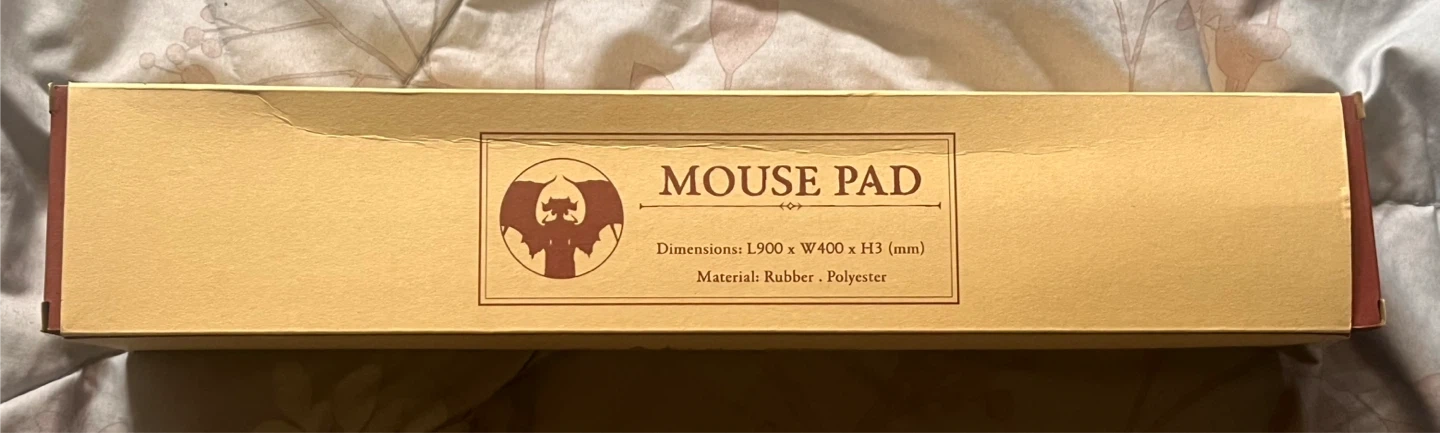 MOUSE PAD
Dimensions: L900 x W400 x H3 (mm)
Material: Rubber . Polyester